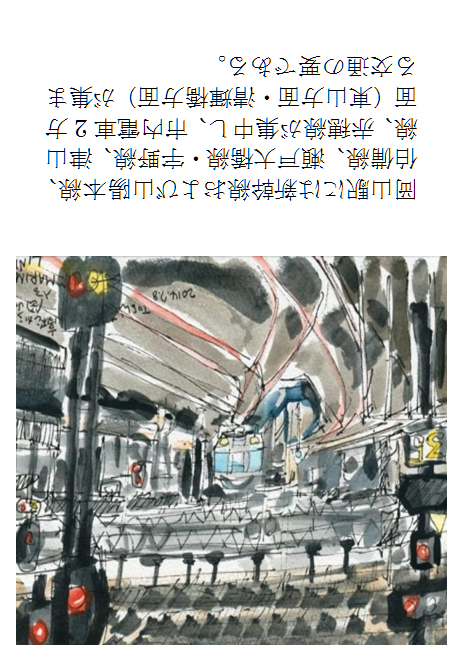 岡山駅には新幹線および山陽本線、
伯備線、瀬戸大橋線・宇野線、津山
線、赤穂線が集中し、市内電車２方
面（東山方面・清輝橋方面）が集ま
る交通の要である。
2014.7.8